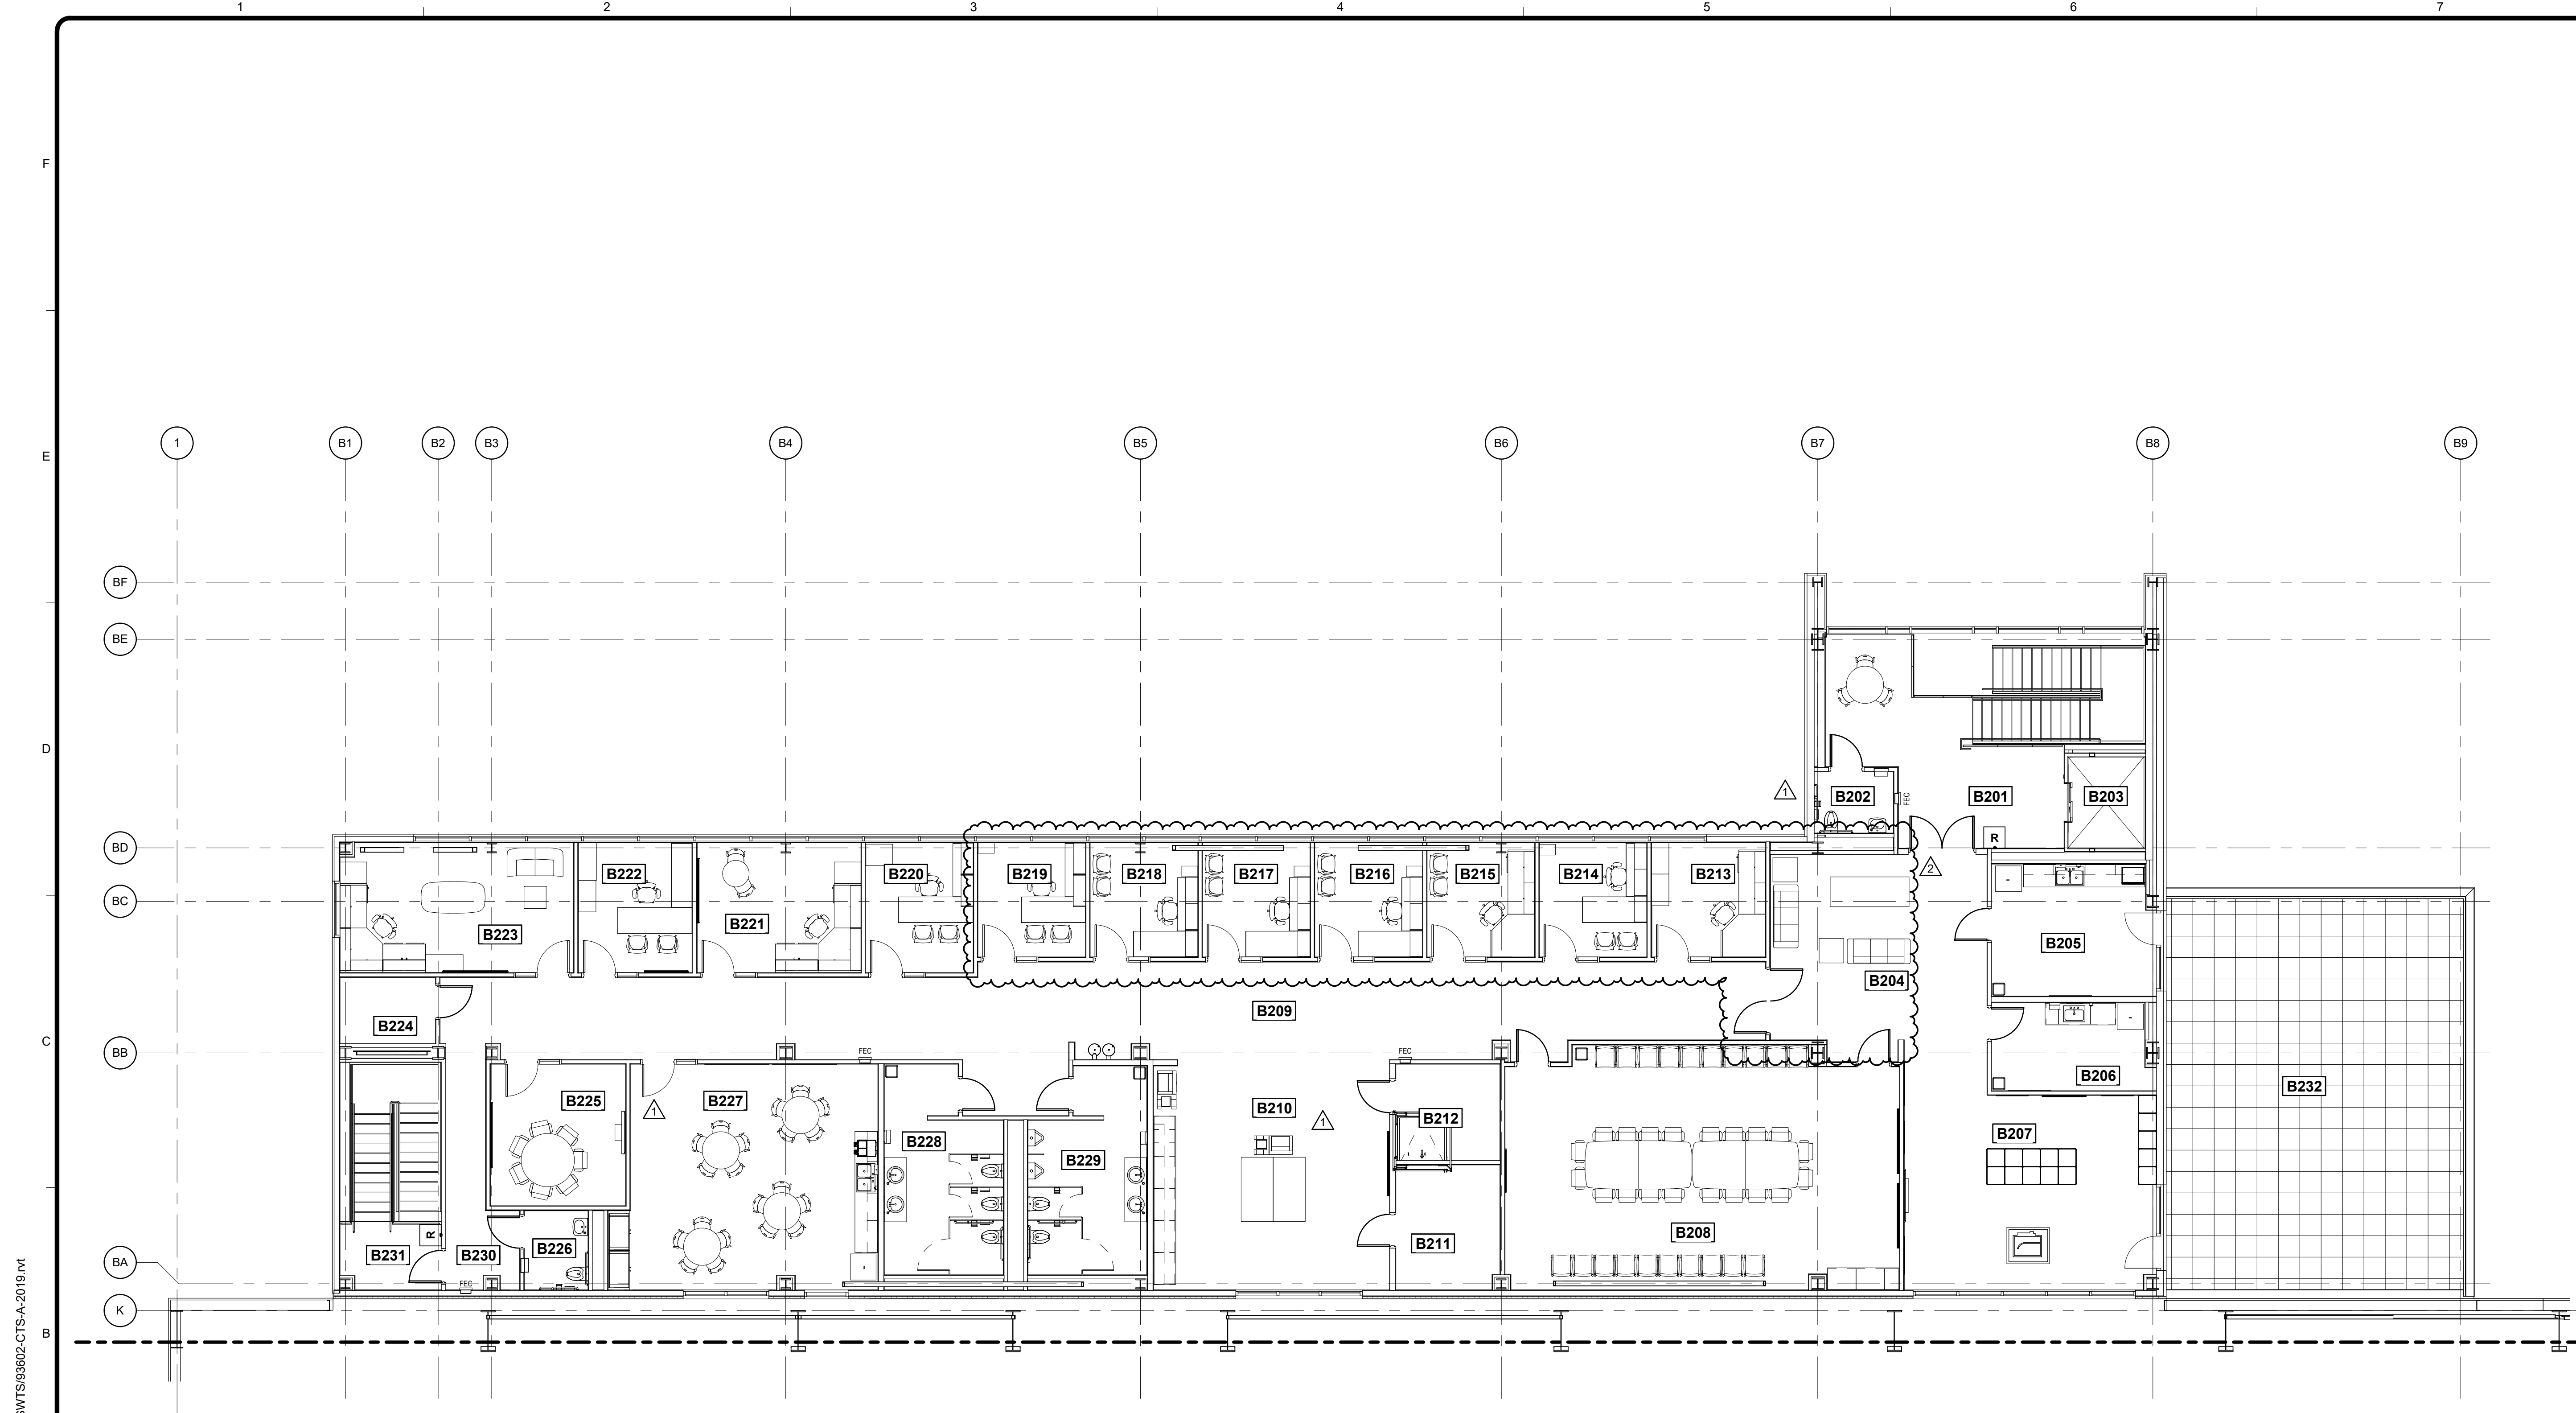 1 2 3 4 5 6 7
F
E
1 B1 B2 B3 B4 B5 B6 B7 B8 B9
BF
BE
D
1 B202 FEC B201 B203
R
BD
2
B222 B220 B219 B218 B217 B216 B215 B214 B213
BC
B223 B221 B205
B204
B209
B224
C
BB
FEC FEC
B206
B232
B225 B227 B210
1 1 B212
B228 B207
B229
B208
R
B231 B230 B226 B211
BA
FEC
K
B
SWTS/93602-CTS-A-2019.rvt